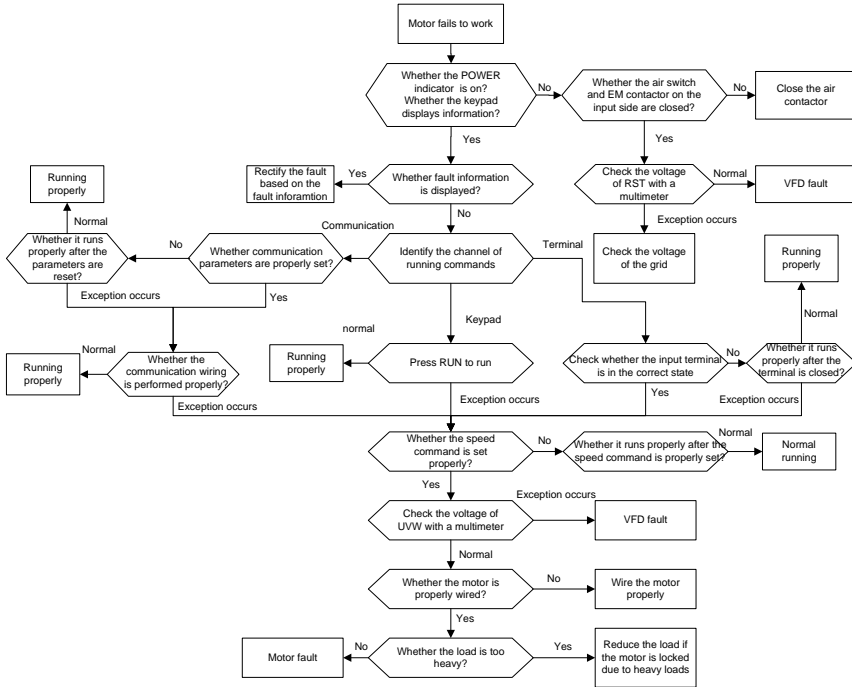 Motor fails to work
Whether the POWER
indicator is on?
Whether the keypad
displays information?
No
Whether the air switch
and EM contactor on the
input side are closed?
No
Close the air
contactor
Yes
Yes
Rectify the fault
based on the
fault inforamtion
Yes
Whether fault information
is displayed?
Check the voltage
of RST with a
multimeter
Normal
VFD fault
Running
properly
Normal
No
Exception occurs
Communication
Whether it runs
properly after the
parameters are
reset?
No
Whether communication
parameters are properly set?
Identify the channel of
running commands
Terminal
Check the voltage
of the grid
Running
properly
Exception occurs
Yes
Keypad
Normal
Running
properly
Normal
Whether the
communication wiring
is performed properly?
Running
properly
normal
Press RUN to run
Check whether the input terminal
is in the correct state
No
Whether it runs
properly after the
terminal is closed?
Exception occurs
Exception occurs
Yes
Exception occurs
Whether the speed
command is set
properly?
No
Whether it runs properly after the
speed command is properly set?
Normal
Normal
running
Yes
Exception occurs
Check the voltage of
UVW with a multimeter
VFD fault
Normal
Whether the motor is
properly wired?
No
Wire the motor
properly
Yes
Motor fault
No
Whether the load is too
heavy?
Yes
Reduce the load if
the motor is locked
due to heavy loads